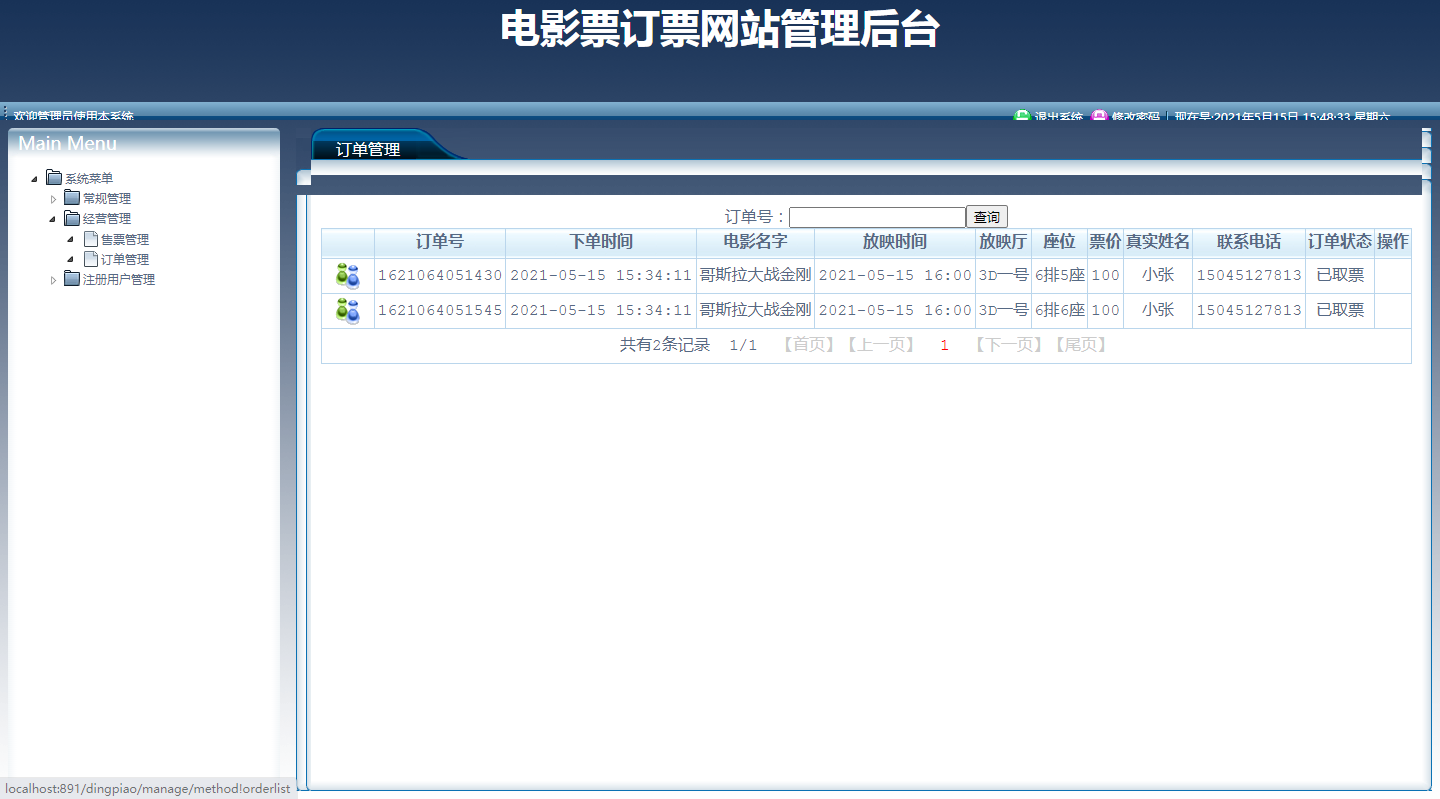 电影票订票网站管理后台
欢迎管理员使用本系统 退出系统 修改密码 | 现在是:2021年5月15日 15:48:33 星期六
Main Menu
系统菜单
常规管理
经营管理
售票管理
订单管理
注册用户管理
订单管理
订单号： 查询
订单号 下单时间 电影名字 放映时间 放映厅 座位 票价 真实姓名 联系电话 订单状态 操作
1621064051430 2021-05-15 15:34:11 哥斯拉大战金刚 2021-05-15 16:00 3D一号 6排5座 100 小张 15045127813 已取票
1621064051545 2021-05-15 15:34:11 哥斯拉大战金刚 2021-05-15 16:00 3D一号 6排6座 100 小张 15045127813 已取票
共有2条记录 1/1 【首页】【上一页】 1 【下一页】【尾页】
localhost:891/dingpiao/manage/method!orderlist